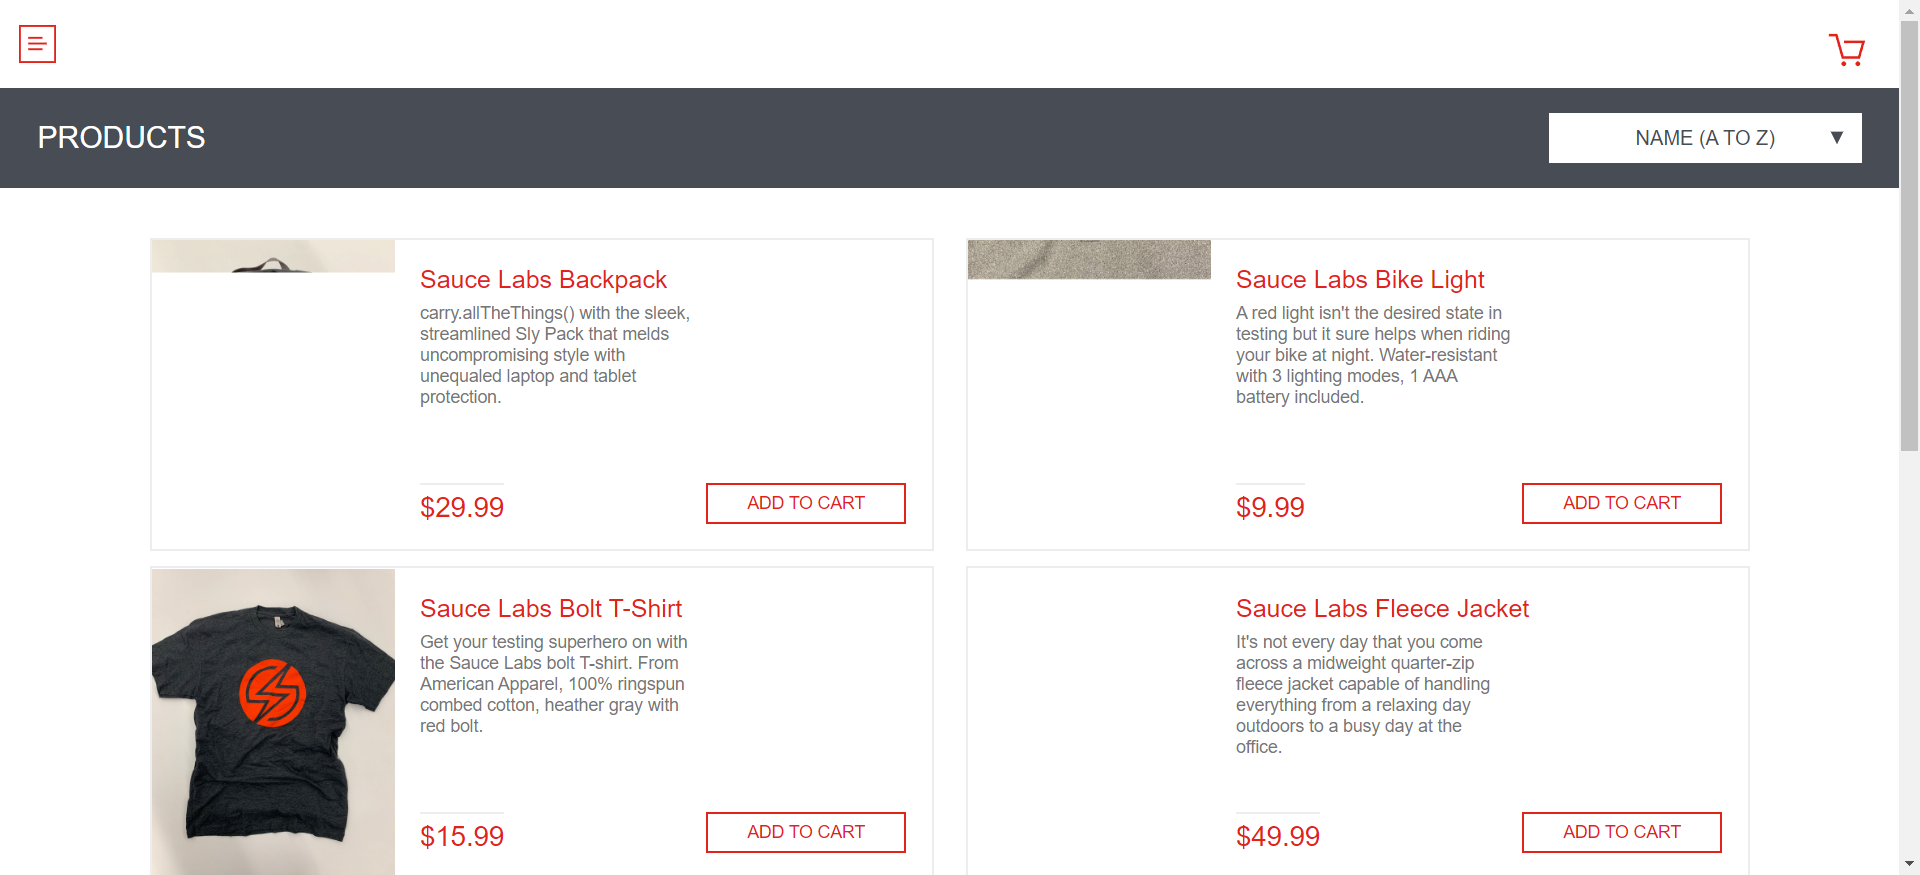 PRODUCTS
NAME (A TO Z)
Sauce Labs Backpack
carry.allTheThings() with the sleek,
streamlined Sly Pack that melds
uncompromising style with
unequaled laptop and tablet
protection.
$29.99
ADD TO CART
Sauce Labs Bike Light
A red light isn't the desired state in
testing but it sure helps when riding
your bike at night. Water-resistant
with 3 lighting modes, 1 AAA
battery included.
$9.99
ADD TO CART
Sauce Labs Bolt T-Shirt
Get your testing superhero on with
the Sauce Labs bolt T-shirt. From
American Apparel, 100% ringspun
combed cotton, heather gray with
red bolt.
$15.99
ADD TO CART
Sauce Labs Fleece Jacket
It's not every day that you come
across a midweight quarter-zip
fleece jacket capable of handling
everything from a relaxing day
outdoors to a busy day at the
office.
$49.99
ADD TO CART